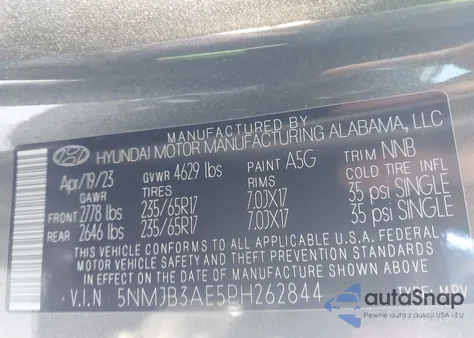 MANUFACTURED BY
HYUNDAI MOTOR MANUFACTURING ALABAMA, LLC
Apr/19/23 GVWR 4629 lbs PAINT A5G TRIM NNB
GAWR TIRES RIMS COLD TIRE INFL
FRONT 2778 lbs 235/65R17 7.0JX17 35 psi SINGLE
REAR 2646 lbs 235/65R17 7.0JX17 35 psi SINGLE
THIS VEHICLE CONFORMS TO ALL APPLICABLE U.S. FEDERAL
MOTOR VEHICLE SAFETY AND THEFT PREVENTION STANDARDS
IN EFFECT ON THE DATE OF MANUFACTURE SHOWN ABOVE.
V.I.N 5NMJB3AE5PH262844 TYPE: MPV
autoSnap
Pewne auta z aukcji USA